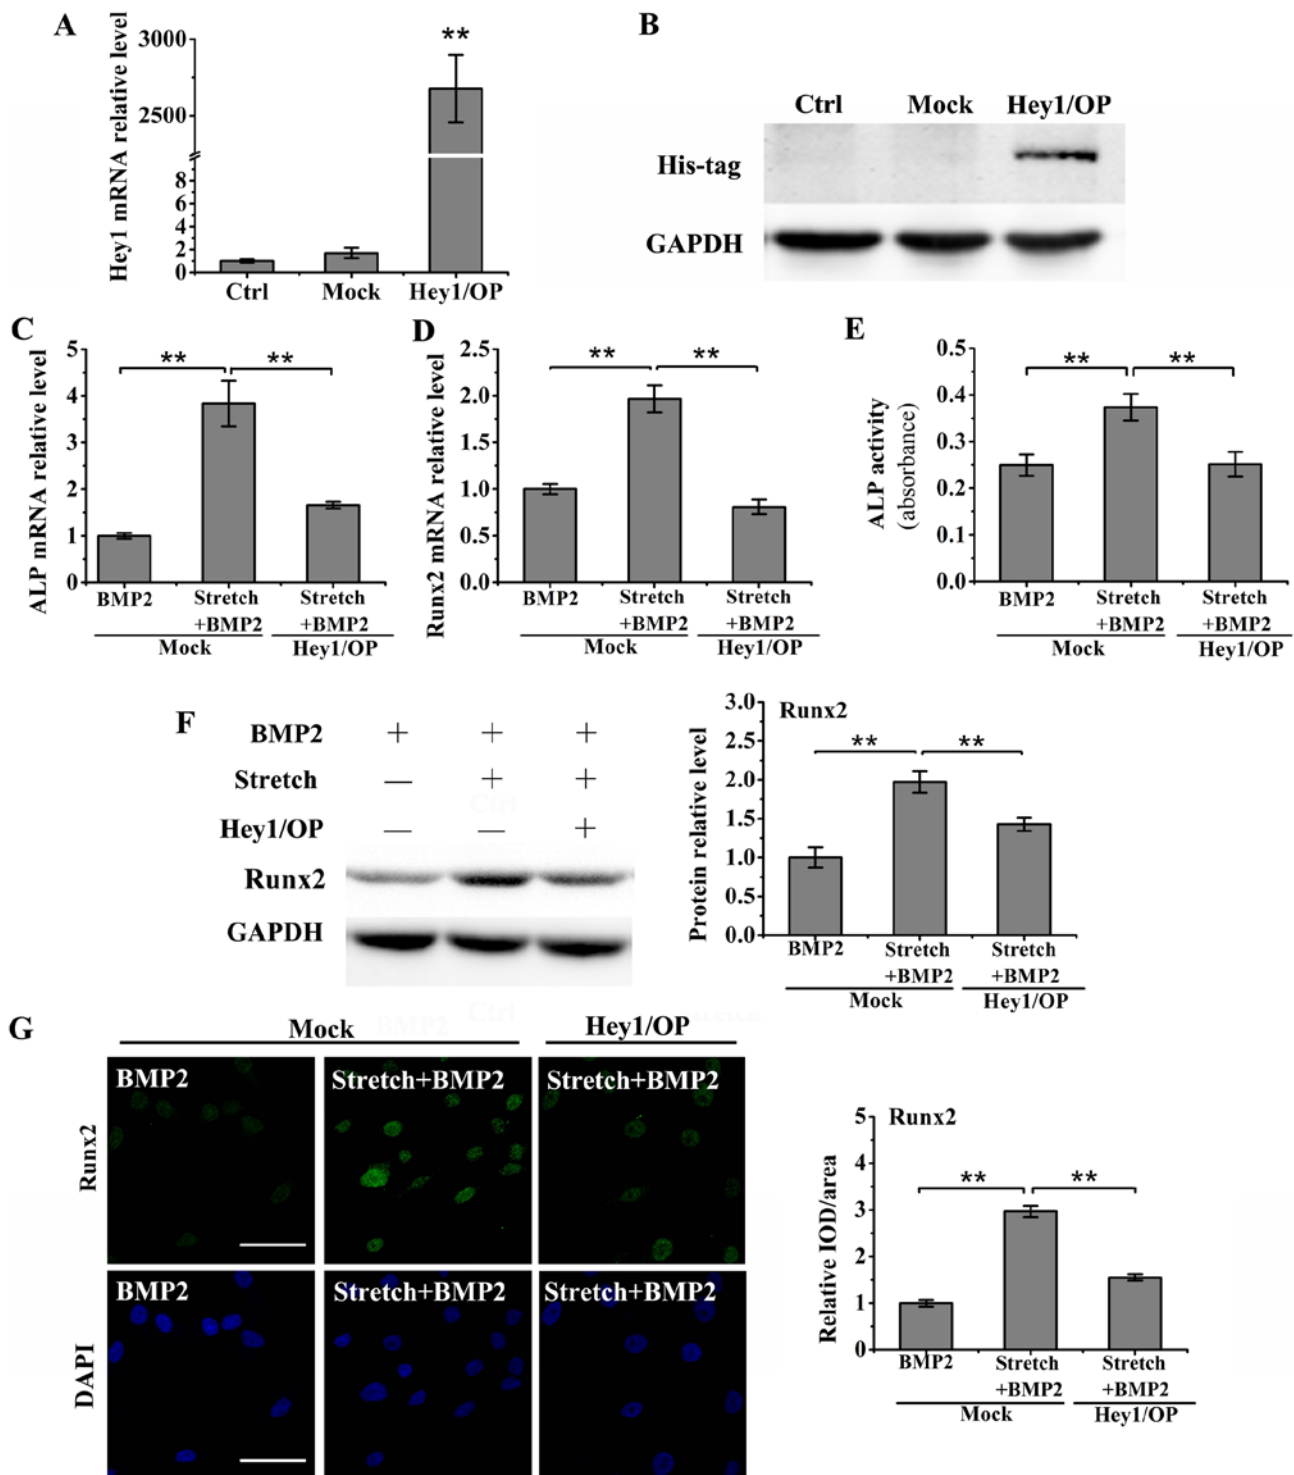 A
Hey1 mRNA relative level
3000
2500
8
6
4
2
0
**
Ctrl
Mock
Hey1/OP
B
Ctrl
Mock
Hey1/OP
His-tag
GAPDH
C
ALP mRNA relative level
5
4
3
2
1
0
**
**
BMP2
Stretch
+BMP2
Stretch
+BMP2
Mock
Hey1/OP
D
Runx2 mRNA relative level
2.5
2.0
1.5
1.0
0.5
0.0
**
**
BMP2
Stretch
+BMP2
Stretch
+BMP2
Mock
Hey1/OP
E
ALP activity
(absorbance)
0.5
0.4
0.3
0.2
0.1
0.0
**
**
BMP2
Stretch
+BMP2
Stretch
+BMP2
Mock
Hey1/OP
F
BMP2 + + +
Stretch — + +
Hey1/OP — — +
Runx2
GAPDH
Runx2
Protein relative level
3.0
2.5
2.0
1.5
1.0
0.5
0.0
**
**
BMP2
Stretch
+BMP2
Stretch
+BMP2
Mock
Hey1/OP
G
Mock
Hey1/OP
Runx2
BMP2
Stretch+BMP2
Stretch+BMP2
DAPI
BMP2
Stretch+BMP2
Stretch+BMP2
Runx2
Relative IOD/area
5
4
3
2
1
0
**
**
BMP2
Stretch
+BMP2
Stretch
+BMP2
Mock
Hey1/OP